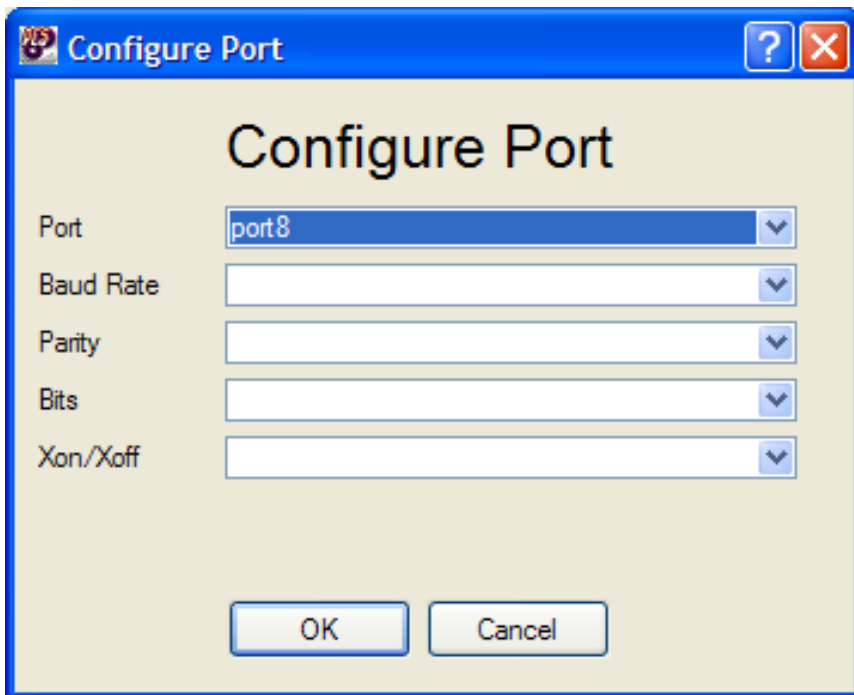 Configure Port
Configure Port
Port port8
Baud Rate
Parity
Bits
Xon/Xoff
OK Cancel